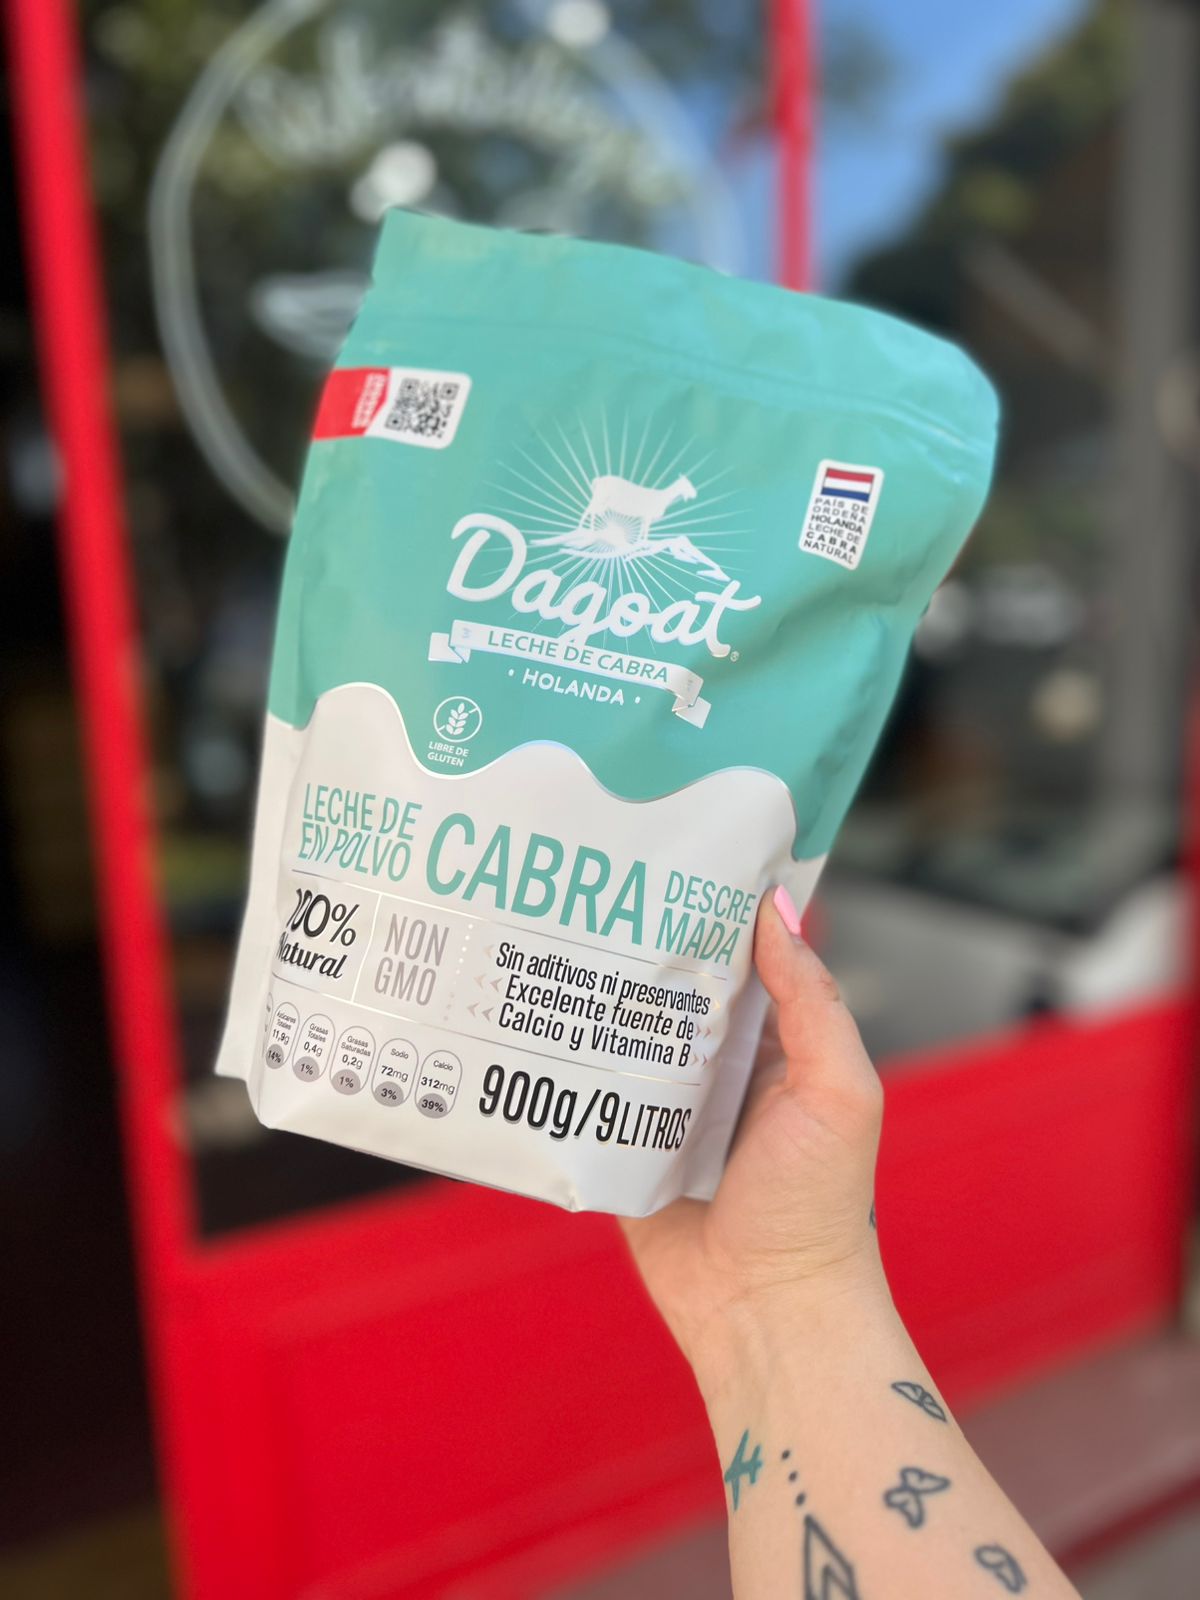 PAÍS DE
ORDEÑA
HOLANDA
LECHE DE
CABRA
NATURAL
Dagoat®
LECHE DE CABRA
• HOLANDA •
LIBRE DE
GLUTEN
LECHE DE
EN POLVO
CABRA
DESCRE
MADA
100%
Natural
NON
GMO
Sin aditivos ni preservantes
Excelente fuente de
Calcio y Vitamina B
Azúcares
Totales
11,9g
14%
Grasas
Totales
0,4g
1%
Grasas
Saturadas
0,2g
1%
Sodio
72mg
3%
Calcio
312mg
39%
900g/9LITROS